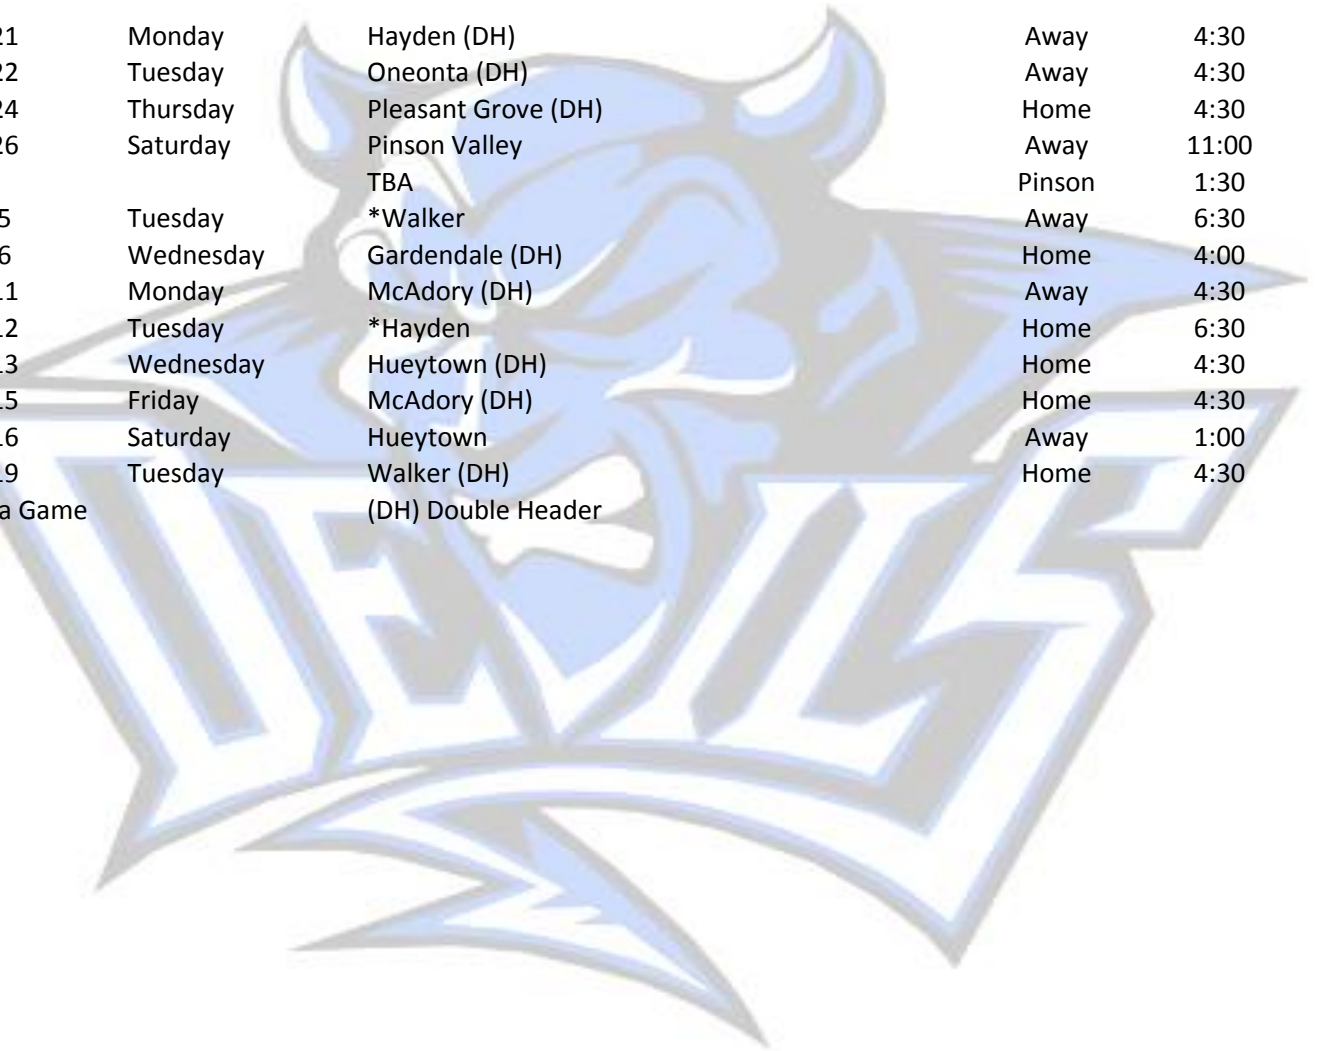 21 Monday Hayden (DH) Away 4:30
22 Tuesday Oneonta (DH) Away 4:30
24 Thursday Pleasant Grove (DH) Home 4:30
26 Saturday Pinson Valley Away 11:00
TBA Pinson 1:30
5 Tuesday *Walker Away 6:30
6 Wednesday Gardendale (DH) Home 4:00
11 Monday McAdory (DH) Away 4:30
12 Tuesday *Hayden Home 6:30
13 Wednesday Hueytown (DH) Home 4:30
15 Friday McAdory (DH) Home 4:30
16 Saturday Hueytown Away 1:00
19 Tuesday Walker (DH) Home 4:30
a Game (DH) Double Header
DEVILS